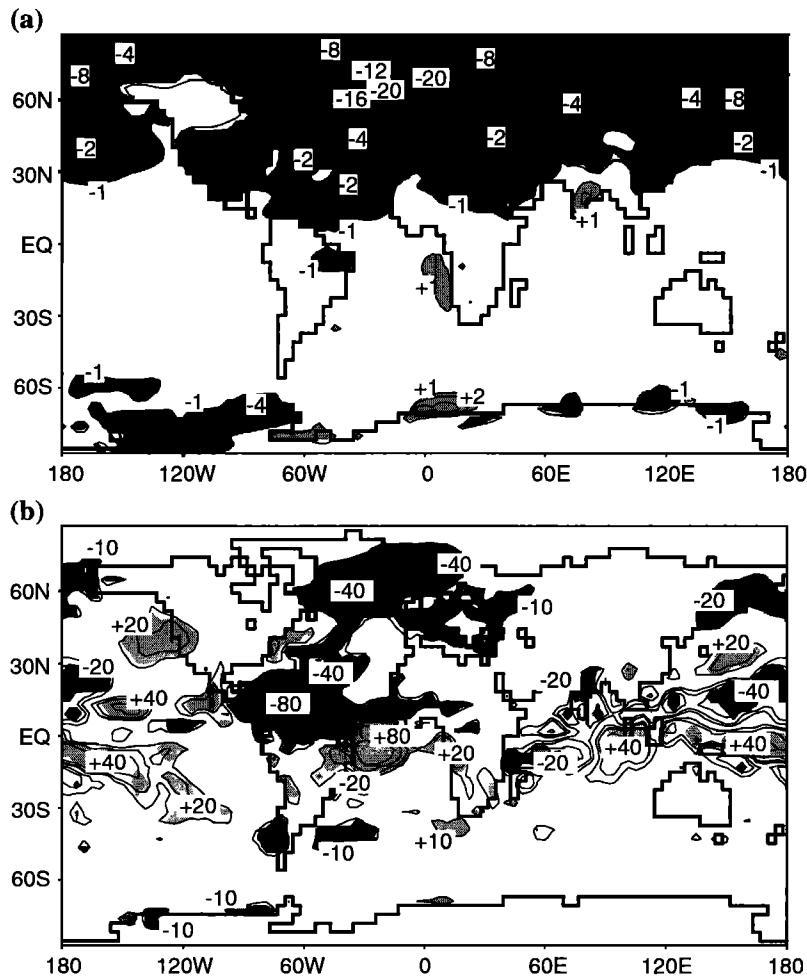 (a)
-4 -8 -8
-8 -12 -20
60N -16 -20 -4 -4 -8
-2 -4 -4 -2
30N -2 -2 -1
-1 -1 +1
EQ -1
-1 +1
30S
60S -1 +1 -1
-1 -4 +2 -1
180 120W 60W 0 60E 120E 180
(b)
-10 -40
60N -40 -10 -20
+20 +20
30N -20 -40 -20
+40 -80 -40
EQ +80 +20 +40 +40
+40 -20 -20
30S +20
-10 +10
60S
-10
-10
180 120W 60W 0 60E 120E 180